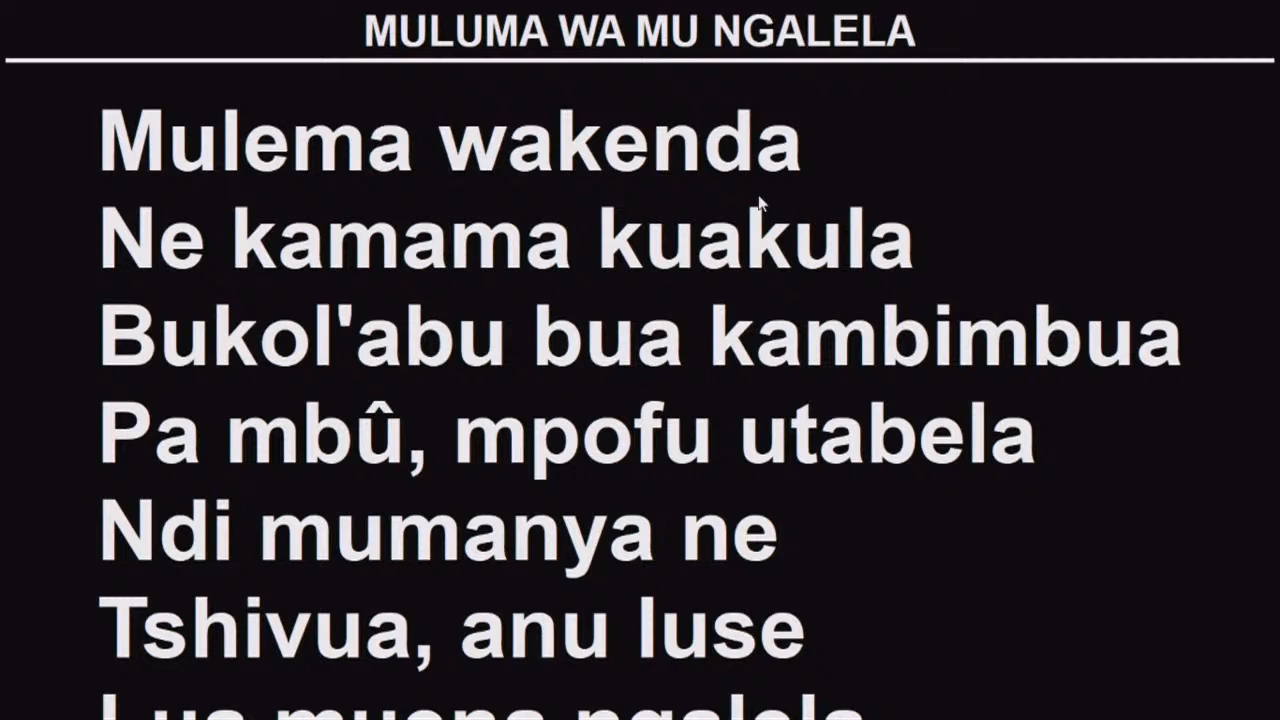 MULUMA WA MU NGALELA
Mulema wakenda
Ne kamama kuakula
Bukol'abu bua kambimbua
Pa mbû, mpofu utabela
Ndi mumanya ne
Tshivua, anu luse
Lua muena ngalela